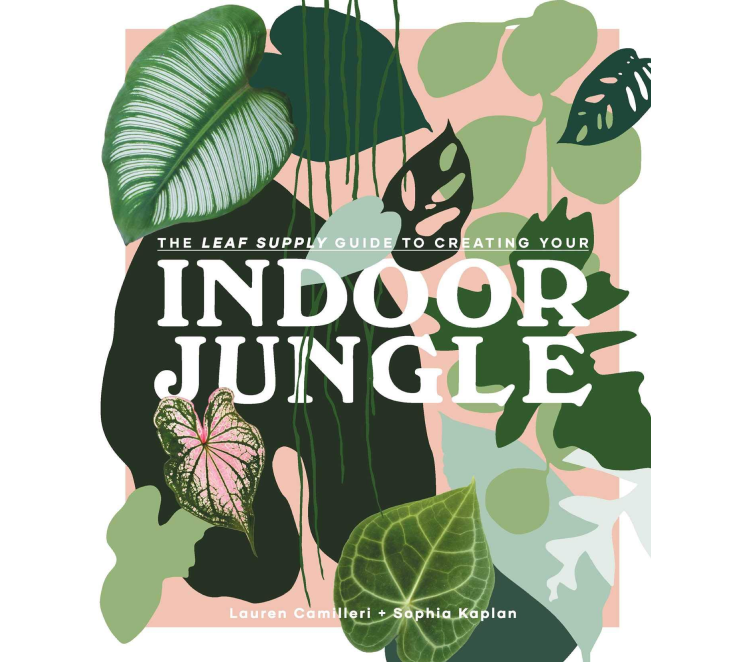 THE LEAF SUPPLY GUIDE TO CREATING YOUR
INDOOR
JUNGLE
Lauren Camilleri + Sophia Kaplan